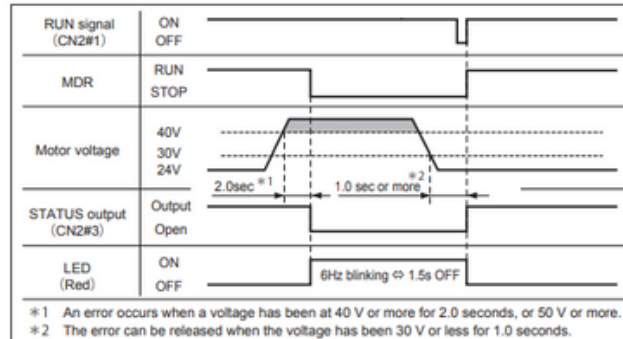 RUN signal
(CN2#1)
ON
OFF
MDR
RUN
STOP
Motor voltage
40V
30V
24V
2.0sec *1
1.0 sec or more *2
STATUS output
(CN2#3)
Output
Open
LED
(Red)
ON
OFF
6Hz blinking ⇔ 1.5s OFF
*1 An error occurs when a voltage has been at 40 V or more for 2.0 seconds, or 50 V or more.
*2 The error can be released when the voltage has been 30 V or less for 1.0 seconds.